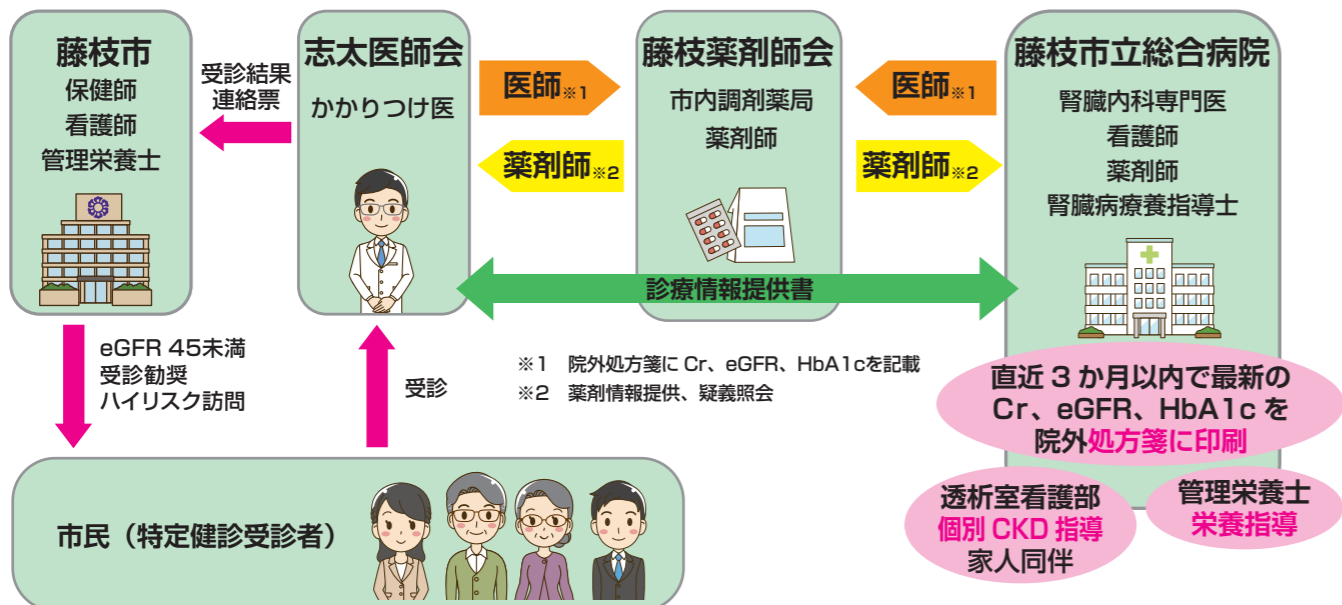 藤枝市
保健師
看護師
管理栄養士
受診結果
連絡票
志太医師会
かかりつけ医
医師※1
薬剤師※2
藤枝薬剤師会
市内調剤薬局
薬剤師
医師※1
薬剤師※2
藤枝市立総合病院
腎臓内科専門医
看護師
薬剤師
腎臓病療養指導士
診療情報提供書
eGFR 45未満
受診勧奨
ハイリスク訪問
受診
※1 院外処方箋に Cr、eGFR、HbA1cを記載
※2 薬剤情報提供、疑義照会
直近 3 か月以内で最新の
Cr、eGFR、HbA1c を
院外処方箋に印刷
透析室看護部
個別 CKD 指導
家人同伴
管理栄養士
栄養指導
市民（特定健診受診者）